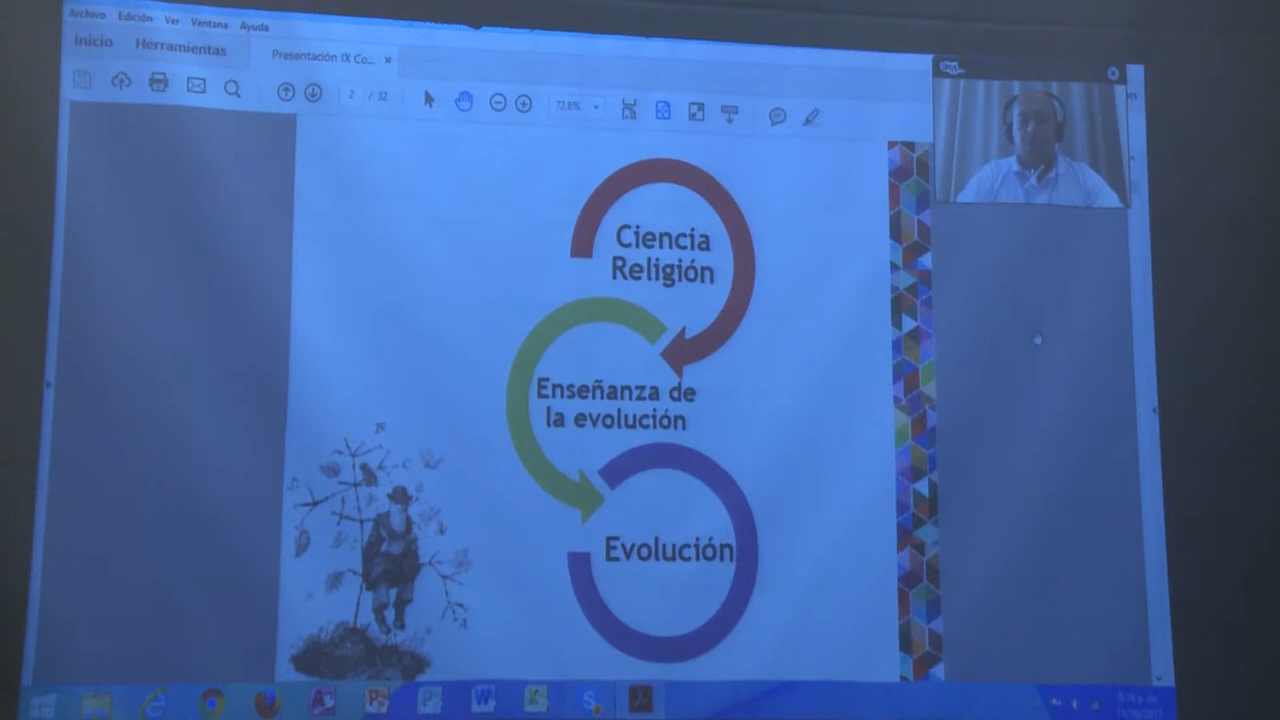 Archivo Edición Ver Ventana Ayuda
Inicio Herramientas
Presentación IX Co... ×
2 / 32
72,8%
Ciencia
Religión
Enseñanza de
la evolución
Evolución